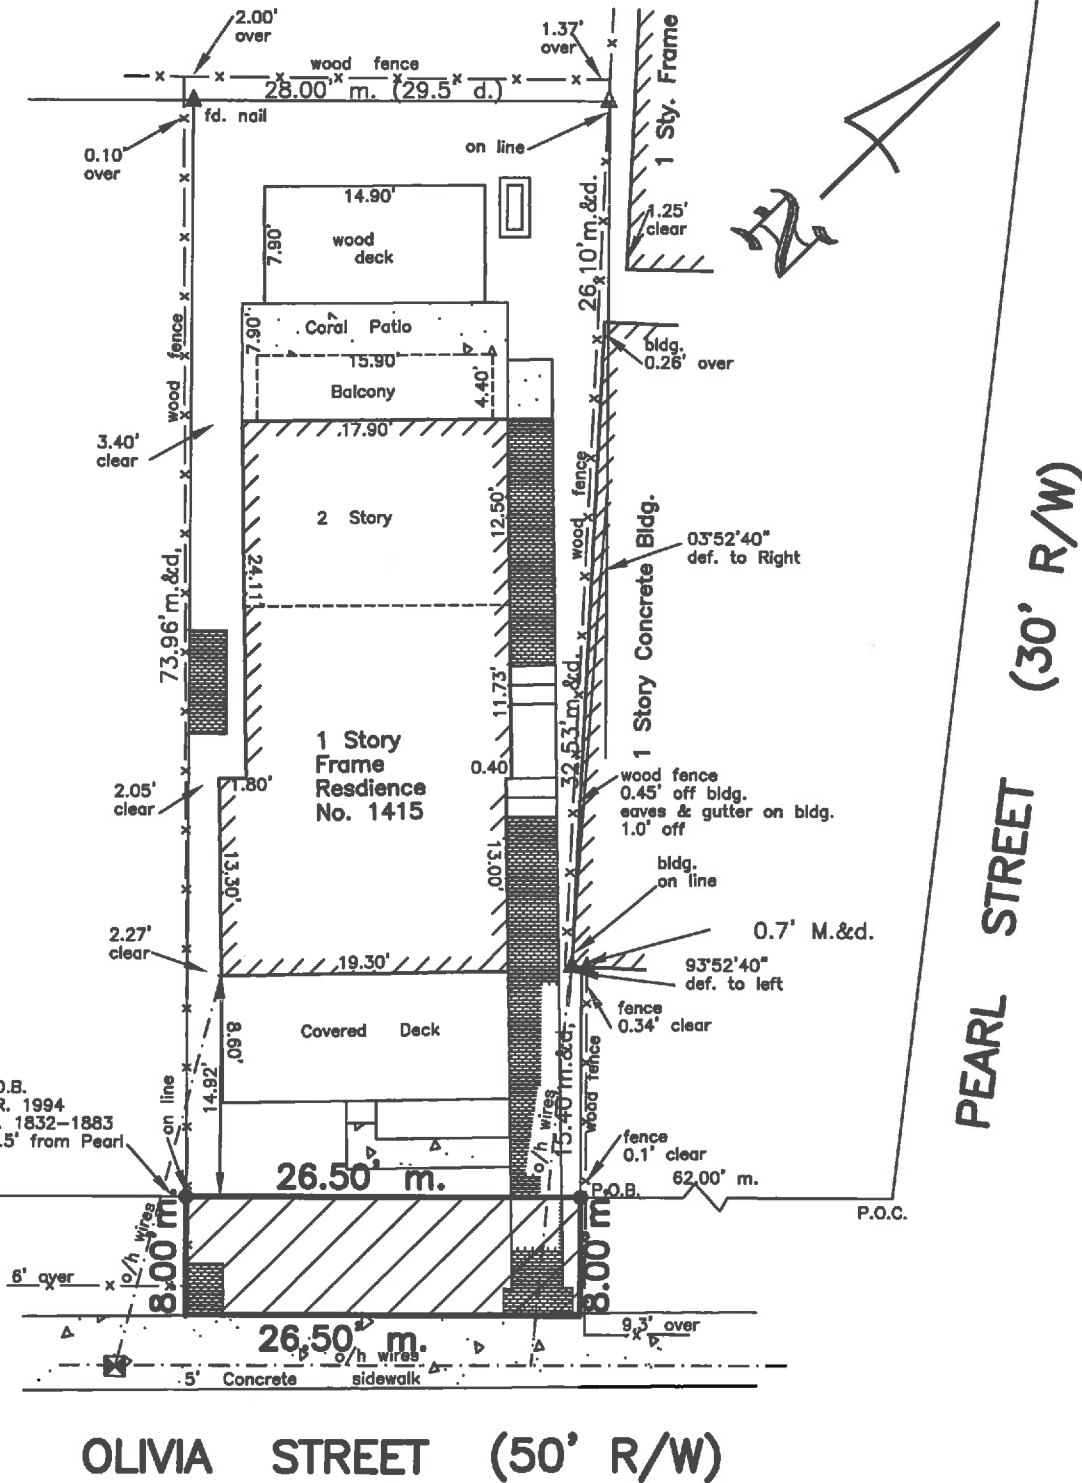 2.00'
over
1.37'
over
wood fence
28.00' m. (29.5' d.)
fd. nail
0.10'
over
on line
1 Sty. Frame
1.25'
clear
N
14.90'
7.90'
wood
deck
26.10'm.&d.
Coral Patio
7.90'
15.90'
Balcony
4.40'
bldg.
0.26' over
wood fence
17.90'
3.40'
clear
2 Story
12.50'
wood fence
1 Story Concrete Bldg.
03°52'40"
def. to Right
24.11'
73.96'm.&d,
11.73'
32.53'm.&d.
1 Story
Frame
Resdience
No. 1415
0.40'
1.80'
2.05'
clear
wood fence
0.45' off bldg.
eaves & gutter on bldg.
1.0' off
13.30'
13.00'
bldg.
on line
2.27'
clear
19.30'
0.7' M.&d.
93°52'40"
def. to left
fence
0.34' clear
Covered Deck
8.60'
14.92'
15.40'm.&d,
wood fence
o/h wires
on line
O.B.
R. 1994
. 1832-1883
.5' from Pearl
fence
0.1' clear
62.00' m.
26.50' m.
P.O.B.
P.O.C.
8.00' m.
8.00' m.
o/h wires
6' over
26.50' m.
9.3' over
o/h wires
5' Concrete sidewalk
PEARL STREET (30' R/W)
OLIVIA STREET (50' R/W)